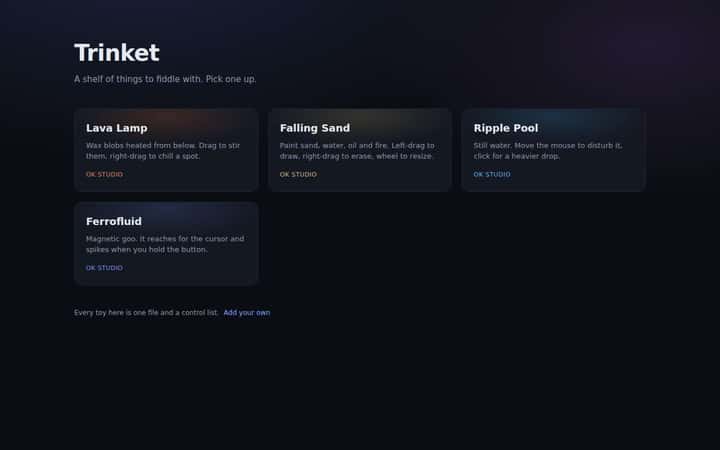 Trinket
A shelf of things to fiddle with. Pick one up.
Lava Lamp
Wax blobs heated from below. Drag to stir
them, right-drag to chill a spot.
OK STUDIO
Falling Sand
Paint sand, water, oil and fire. Left-drag to
draw, right-drag to erase, wheel to resize.
OK STUDIO
Ripple Pool
Still water. Move the mouse to disturb it,
click for a heavier drop.
OK STUDIO
Ferrofluid
Magnetic goo. It reaches for the cursor and
spikes when you hold the button.
OK STUDIO
Every toy here is one file and a control list. Add your own